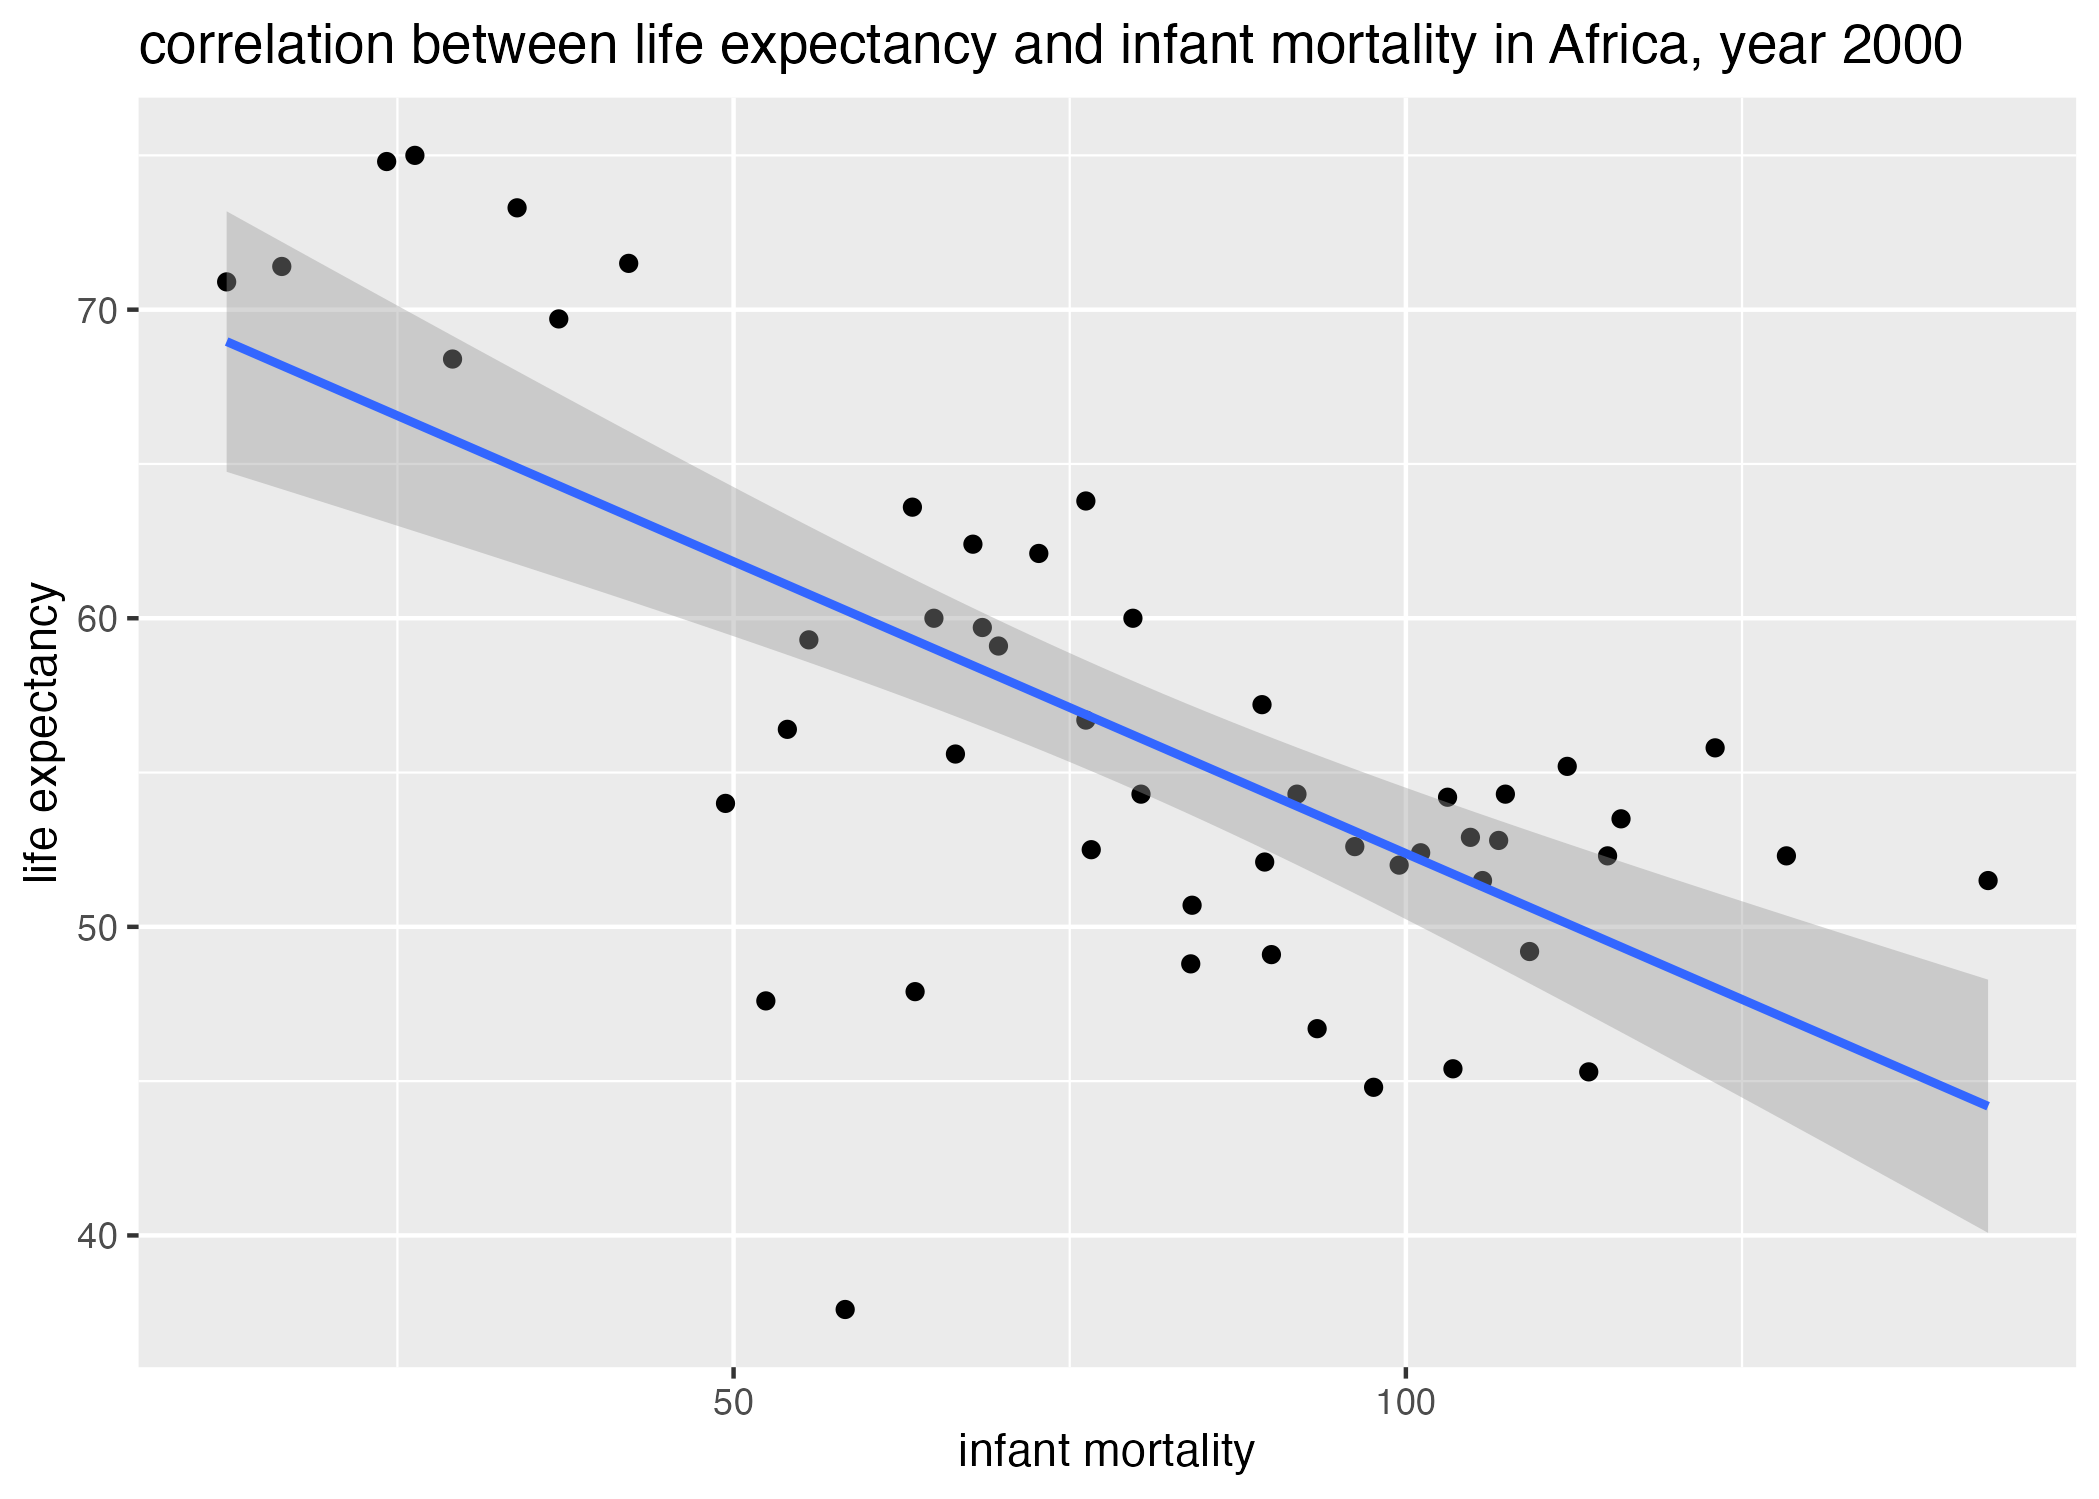 correlation between life expectancy and infant mortality in Africa, year 2000
life expectancy
70
60
50
40
50
100
infant mortality